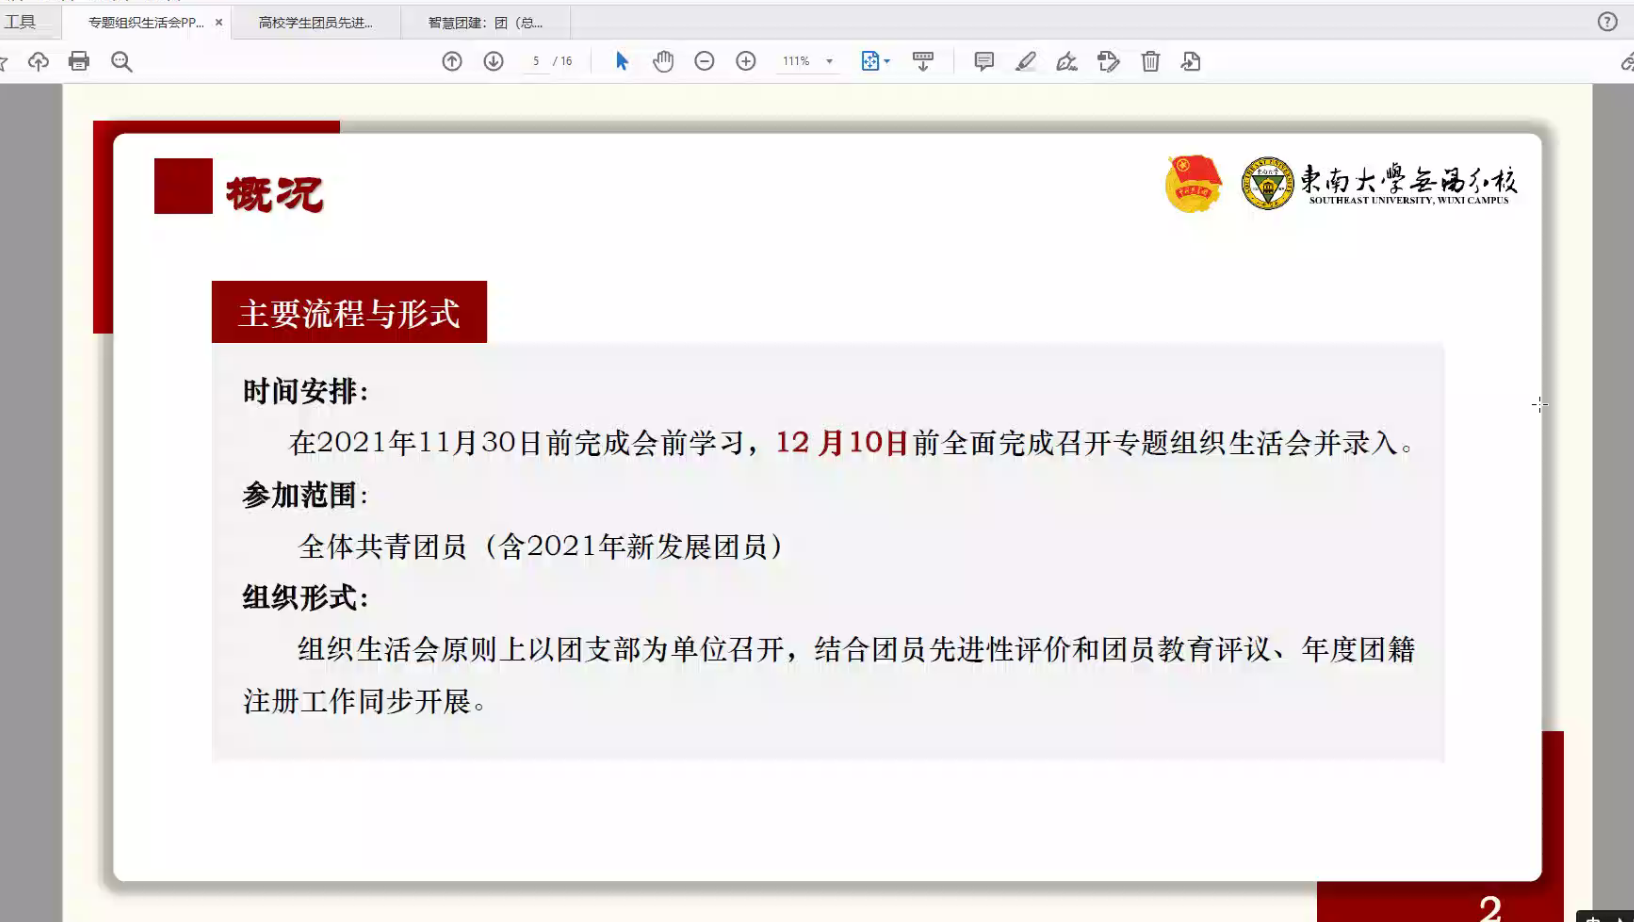 工具
专题组织生活会PP... ×
高校学生团员先进...
智慧团建：团（总...
5 / 16
111%
概况
东南大学无锡分校
SOUTHEAST UNIVERSITY, WUXI CAMPUS
主要流程与形式
时间安排：
在2021年11月30日前完成会前学习，12 月10日前全面完成召开专题组织生活会并录入。
参加范围：
全体共青团员（含2021年新发展团员）
组织形式：
组织生活会原则上以团支部为单位召开，结合团员先进性评价和团员教育评议、年度团籍
注册工作同步开展。
2